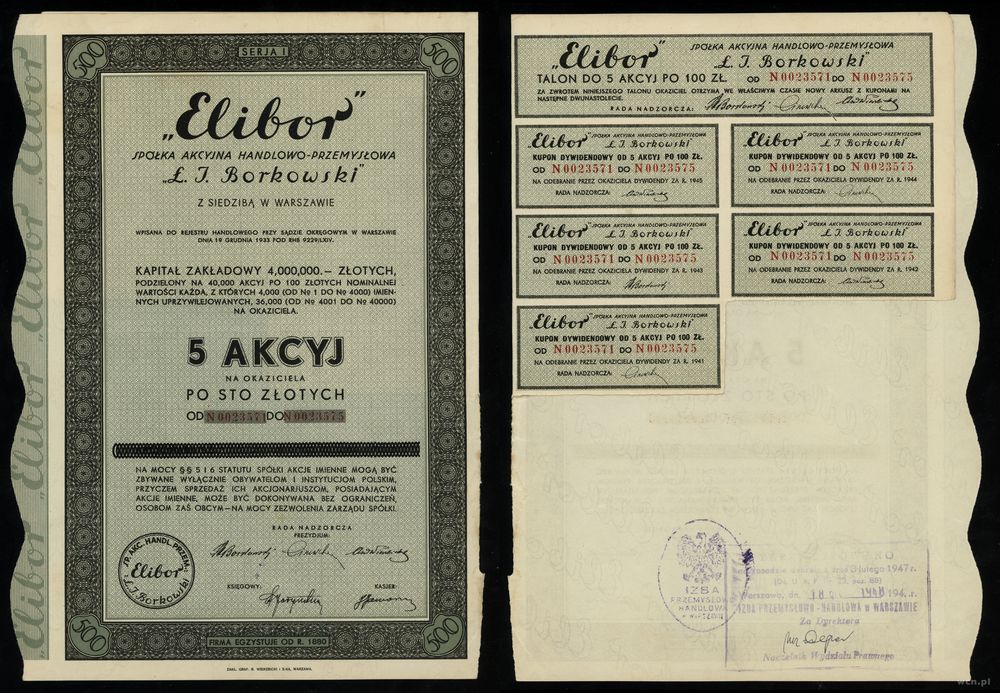 500
SERJA I
500
„Elibor”
SPÓŁKA AKCYJNA HANDLOWO-PRZEMYSŁOWA
„Ł. J. Borkowski”
Z SIEDZIBĄ W WARSZAWIE
WPISANA DO REJESTRU HANDLOWEGO PRZY SĄDZIE OKRĘGOWYM W WARSZAWIE
DNIA 19 GRUDNIA 1933 POD RHB 9229/LXIV.
KAPITAŁ ZAKŁADOWY 4,000,000.— ZŁOTYCH,
PODZIELONY NA 40,000 AKCYJ PO 100 ZŁOTYCH NOMINALNEJ
WARTOŚCI KAŻDA, Z KTÓRYCH 4,000 (OD № 1 DO № 4000) IMIEN-
NYCH UPRZYWILEJOWANYCH, 36,000 (OD № 4001 DO № 40000)
NA OKAZICIELA.
5 AKCYJ
NA OKAZICIELA
PO STO ZŁOTYCH
OD N 0023571 DO N 0023575
NA MOCY §§ 5 I 6 STATUTU SPÓŁKI AKCJE IMIENNE MOGĄ BYĆ
ZBYWANE WYŁĄCZNIE OBYWATELOM I INSTYTUCJOM POLSKIM,
PRZYCZEM SPRZEDAŻ ICH AKCJONARJUSZOM, POSIADAJĄCYM
AKCJE IMIENNE, MOŻE BYĆ DOKONYWANA BEZ OGRANICZEŃ,
OSOBOM ZAŚ OBCYM—NA MOCY ZEZWOLENIA ZARZĄDU SPÓŁKI.
RADA NADZORCZA
PREZYDJUM:
SP. AKC. HANDL. PRZEM.
Elibor
Ł. J. Borkowski
KSIĘGOWY:
KASJER:
500
FIRMA EGZYSTUJE OD R. 1880
500
ZAKŁ. GRAF. B. WIERZBICKI I S-KA, WARSZAWA.
„Elibor” SPÓŁKA AKCYJNA HANDLOWO-PRZEMYSŁOWA
„Ł. J. Borkowski”
TALON DO 5 AKCYJ PO 100 ZŁ. OD N 0023571 DO N 0023575
ZA ZWROTEM NINIEJSZEGO TALONU OKAZICIEL OTRZYMA WE WŁAŚCIWYM CZASIE NOWY ARKUSZ Z KUPONAMI NA
NASTĘPNE DWUNASTOLECIE.
RADA NADZORCZA:
„Elibor” SPÓŁKA AKCYJNA HANDLOWO-PRZEMYSŁOWA
„Ł. J. Borkowski”
KUPON DYWIDENDOWY OD 5 AKCYJ PO 100 ZŁ.
OD N 0023571 DO N 0023575
NA ODEBRANIE PRZEZ OKAZICIELA DYWIDENDY ZA R. 1945
RADA NADZORCZA:
„Elibor” SPÓŁKA AKCYJNA HANDLOWO-PRZEMYSŁOWA
„Ł. J. Borkowski”
KUPON DYWIDENDOWY OD 5 AKCYJ PO 100 ZŁ.
OD N 0023571 DO N 0023575
NA ODEBRANIE PRZEZ OKAZICIELA DYWIDENDY ZA R. 1944
RADA NADZORCZA:
„Elibor” SPÓŁKA AKCYJNA HANDLOWO-PRZEMYSŁOWA
„Ł. J. Borkowski”
KUPON DYWIDENDOWY OD 5 AKCYJ PO 100 ZŁ.
OD N 0023571 DO N 0023575
NA ODEBRANIE PRZEZ OKAZICIELA DYWIDENDY ZA R. 1943
RADA NADZORCZA:
„Elibor” SPÓŁKA AKCYJNA HANDLOWO-PRZEMYSŁOWA
„Ł. J. Borkowski”
KUPON DYWIDENDOWY OD 5 AKCYJ PO 100 ZŁ.
OD N 0023571 DO N 0023575
NA ODEBRANIE PRZEZ OKAZICIELA DYWIDENDY ZA R. 1942
RADA NADZORCZA:
„Elibor” SPÓŁKA AKCYJNA HANDLOWO-PRZEMYSŁOWA
„Ł. J. Borkowski”
KUPON DYWIDENDOWY OD 5 AKCYJ PO 100 ZŁ.
OD N 0023571 DO N 0023575
NA ODEBRANIE PRZEZ OKAZICIELA DYWIDENDY ZA R. 1941
RADA NADZORCZA:
IZBA
PRZEMYSŁOWO
HANDLOWA
w WARSZAWIE
lutego 1947 r.
Warszawa, dn. 1948 194 r.
IZBA PRZEMYSŁOWO-HANDLOWA w WARSZAWIE
Za Dyrektora
Naczelnik Wydziału Prawnego
wcn.pl